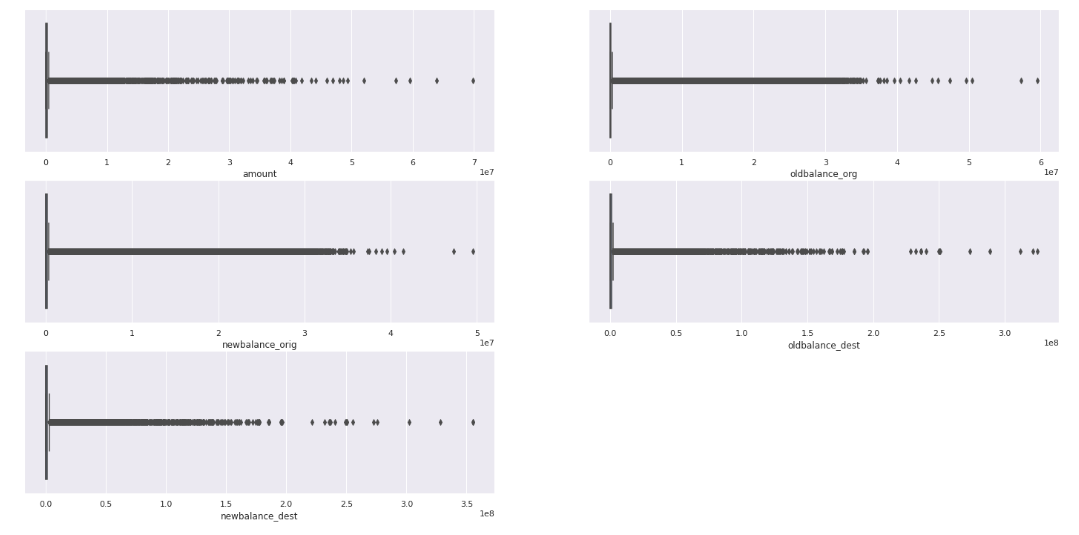 0 1 2 3 4 5 6 7
amount 1e7
0 1 2 3 4 5 6
oldbalance_org 1e7
0 1 2 3 4 5
newbalance_orig 1e7
0.0 0.5 1.0 1.5 2.0 2.5 3.0
oldbalance_dest 1e8
0.0 0.5 1.0 1.5 2.0 2.5 3.0 3.5
newbalance_dest 1e8